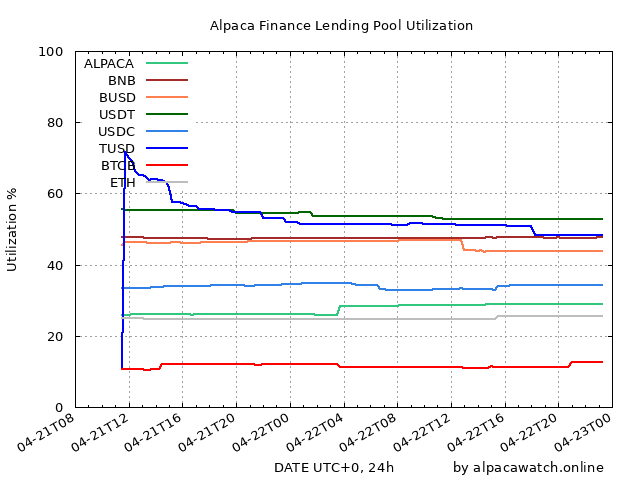 Alpaca Finance Lending Pool Utilization
100
80
60
40
20
0
Utilization %
ALPACA
BNB
BUSD
USDT
USDC
TUSD
BTCB
ETH
04-21T08
04-21T12
04-21T16
04-21T20
04-22T00
04-22T04
04-22T08
04-22T12
04-22T16
04-22T20
04-23T00
DATE UTC+0, 24h
by alpacawatch.online